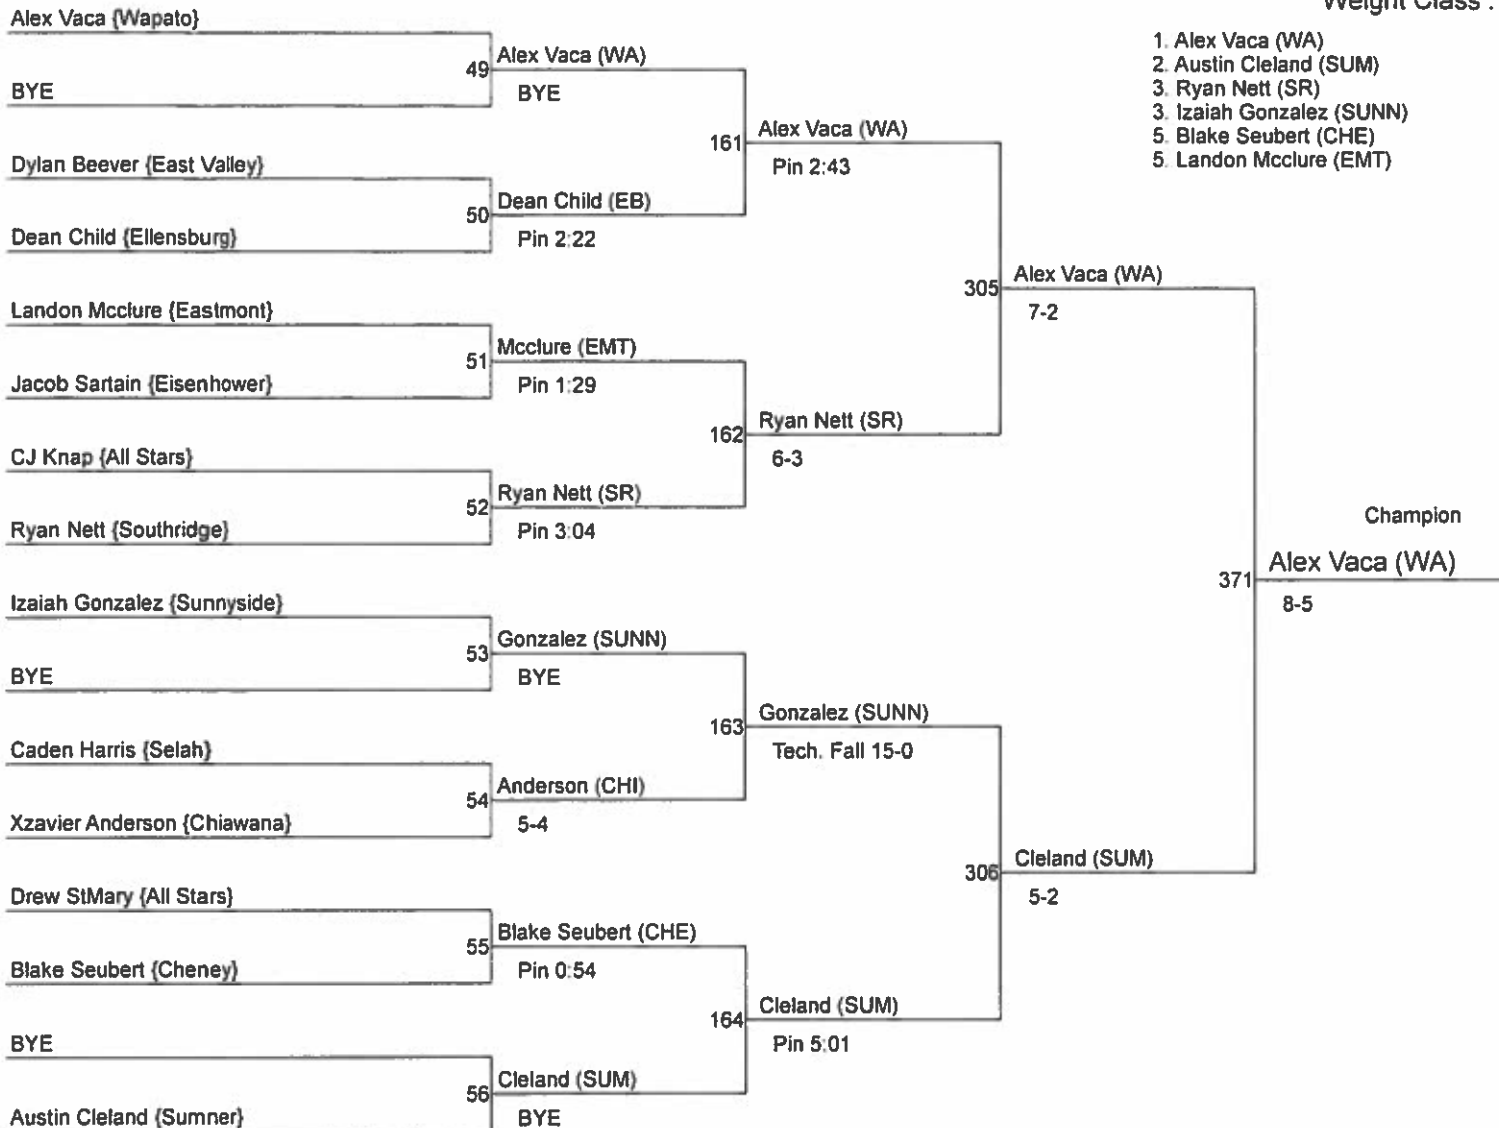 Weight Class :
1. Alex Vaca (WA)
2. Austin Cleland (SUM)
3. Ryan Nett (SR)
3. Izaiah Gonzalez (SUNN)
5. Blake Seubert (CHE)
5. Landon Mcclure (EMT)
Alex Vaca {Wapato}
BYE
Dylan Beever {East Valley}
Dean Child {Ellensburg}
Landon Mcclure {Eastmont}
Jacob Sartain {Eisenhower}
CJ Knap {All Stars}
Ryan Nett {Southridge}
Izaiah Gonzalez {Sunnyside}
BYE
Caden Harris {Selah}
Xzavier Anderson {Chiawana}
Drew StMary {All Stars}
Blake Seubert {Cheney}
BYE
Austin Cleland {Sumner}
49 Alex Vaca (WA)
BYE
50 Dean Child (EB)
Pin 2:22
51 Mcclure (EMT)
Pin 1:29
52 Ryan Nett (SR)
Pin 3:04
53 Gonzalez (SUNN)
BYE
54 Anderson (CHI)
5-4
55 Blake Seubert (CHE)
Pin 0:54
56 Cleland (SUM)
BYE
161 Alex Vaca (WA)
Pin 2:43
162 Ryan Nett (SR)
6-3
163 Gonzalez (SUNN)
Tech. Fall 15-0
164 Cleland (SUM)
Pin 5:01
305 Alex Vaca (WA)
7-2
306 Cleland (SUM)
5-2
Champion
371 Alex Vaca (WA)
8-5